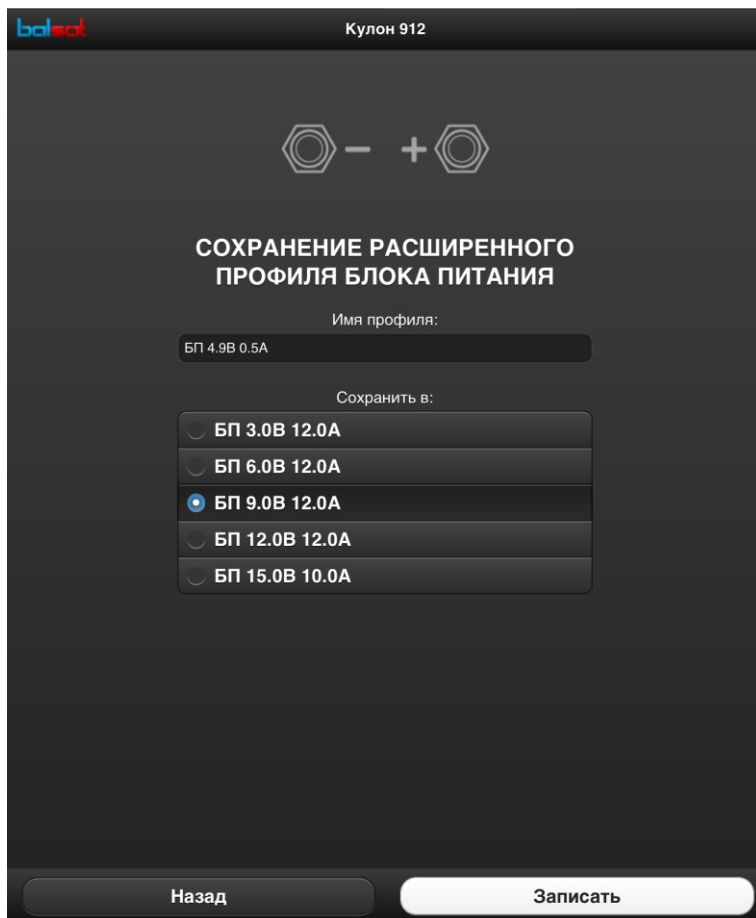 balsat
Кулон 912
СОХРАНЕНИЕ РАСШИРЕННОГО
ПРОФИЛЯ БЛОКА ПИТАНИЯ
Имя профиля:
БП 4.9В 0.5А
Сохранить в:
БП 3.0В 12.0А
БП 6.0В 12.0А
БП 9.0В 12.0А
БП 12.0В 12.0А
БП 15.0В 10.0А
Назад
Записать